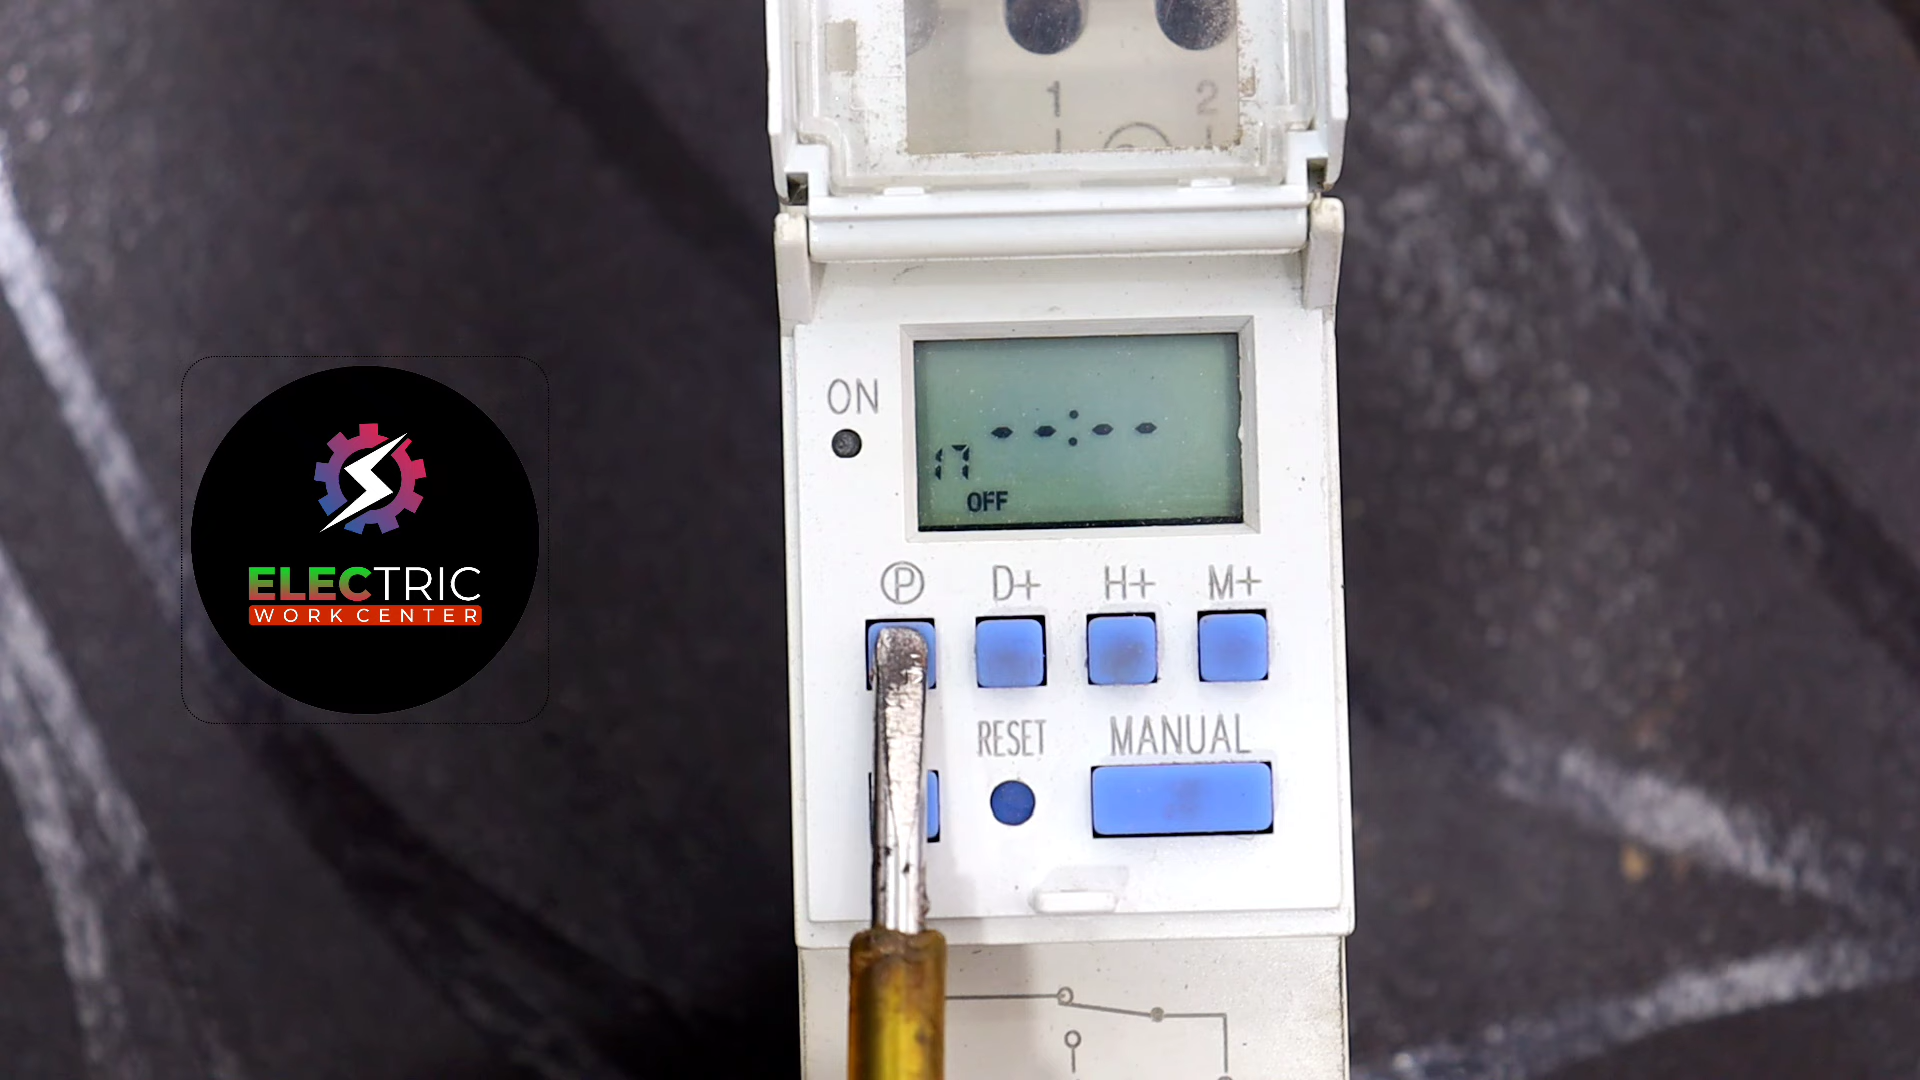 1 2
ON
--:--
17
OFF
P D+ H+ M+
RESET MANUAL
ELECTRIC
WORK CENTER